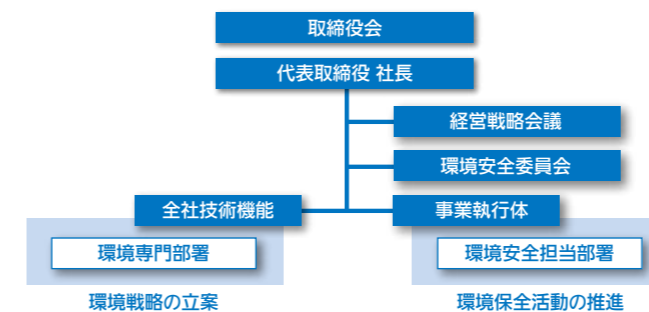 取締役会
代表取締役 社長
経営戦略会議
環境安全委員会
全社技術機能
事業執行体
環境専門部署
環境安全担当部署
環境戦略の立案
環境保全活動の推進